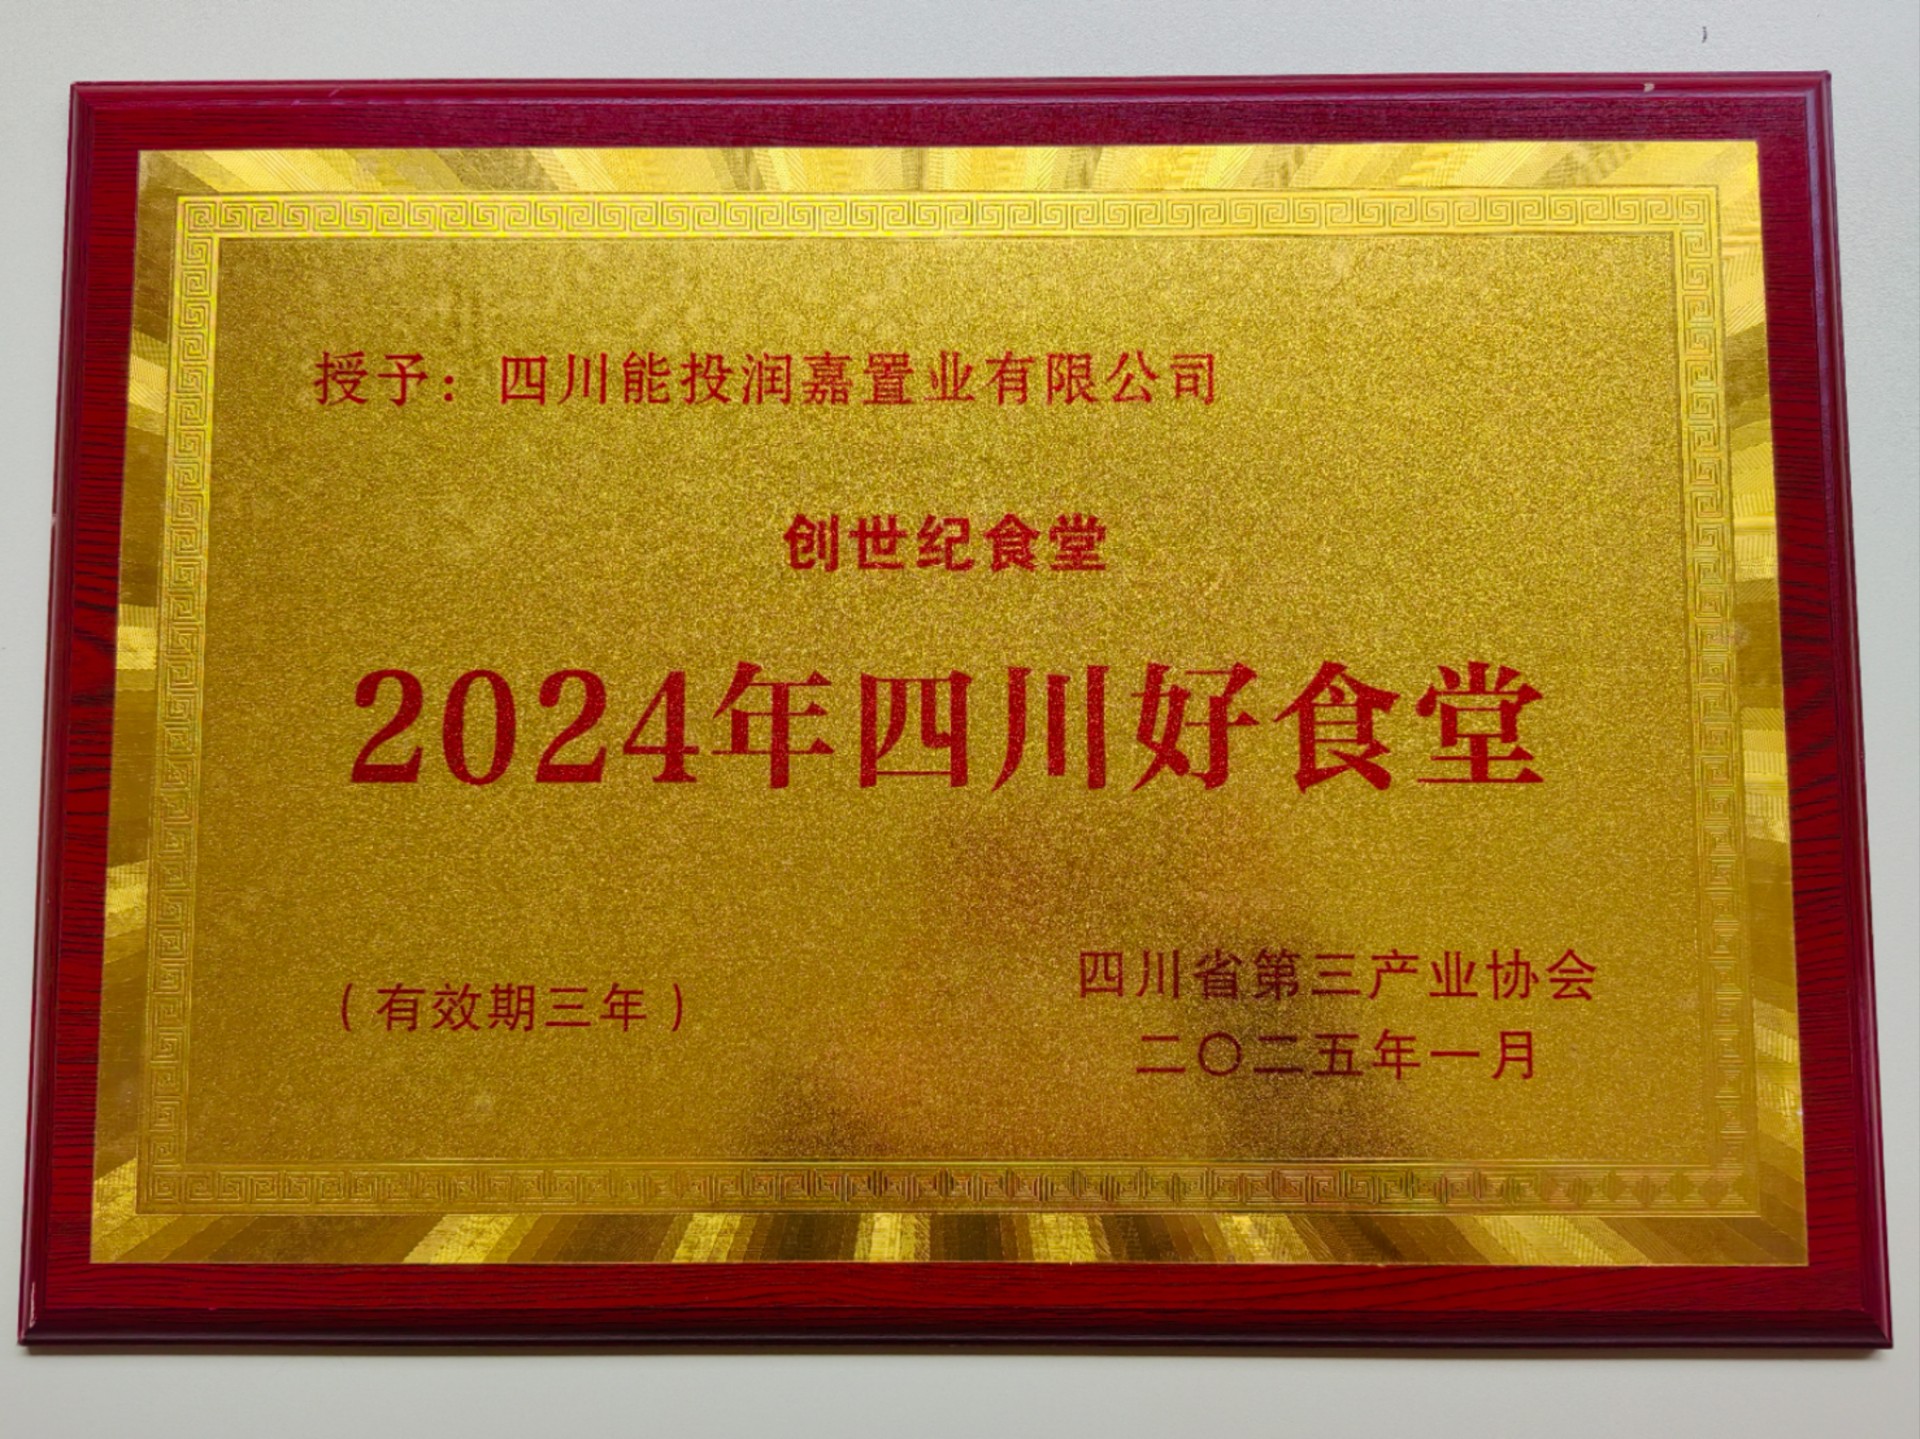 授予：四川能投润嘉置业有限公司
创世纪食堂
2024年四川好食堂
（有效期三年）
四川省第三产业协会
二〇二五年一月